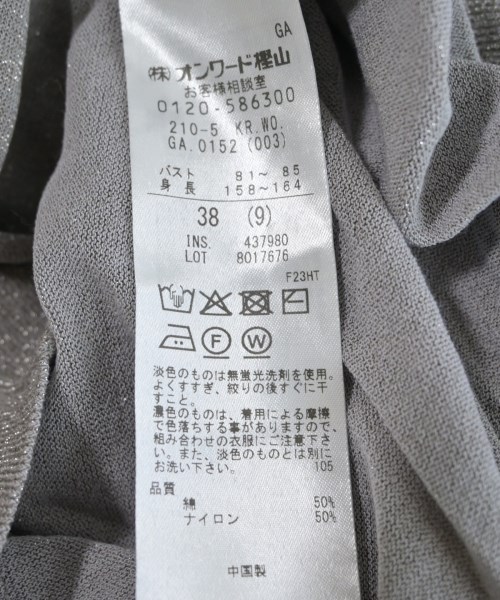 GA
(株)オンワード樫山
お客様相談室
0120-586300
210-5 KR.WO.
GA.0152 (003)
バスト 81～ 85
身長 158～164
38 (9)
INS. 437980
LOT 8017676
F23HT
F W
淡色のものは無蛍光洗剤を使用。
よくすすぎ、絞りの後すぐに干
すこと。
濃色のものは、着用による摩擦
で色落ちする事がありますので、
組み合わせの衣服にご注意下さ
い。また、淡色のものとは別に
お洗い下さい。 105
品質
綿 50%
ナイロン 50%
中国製